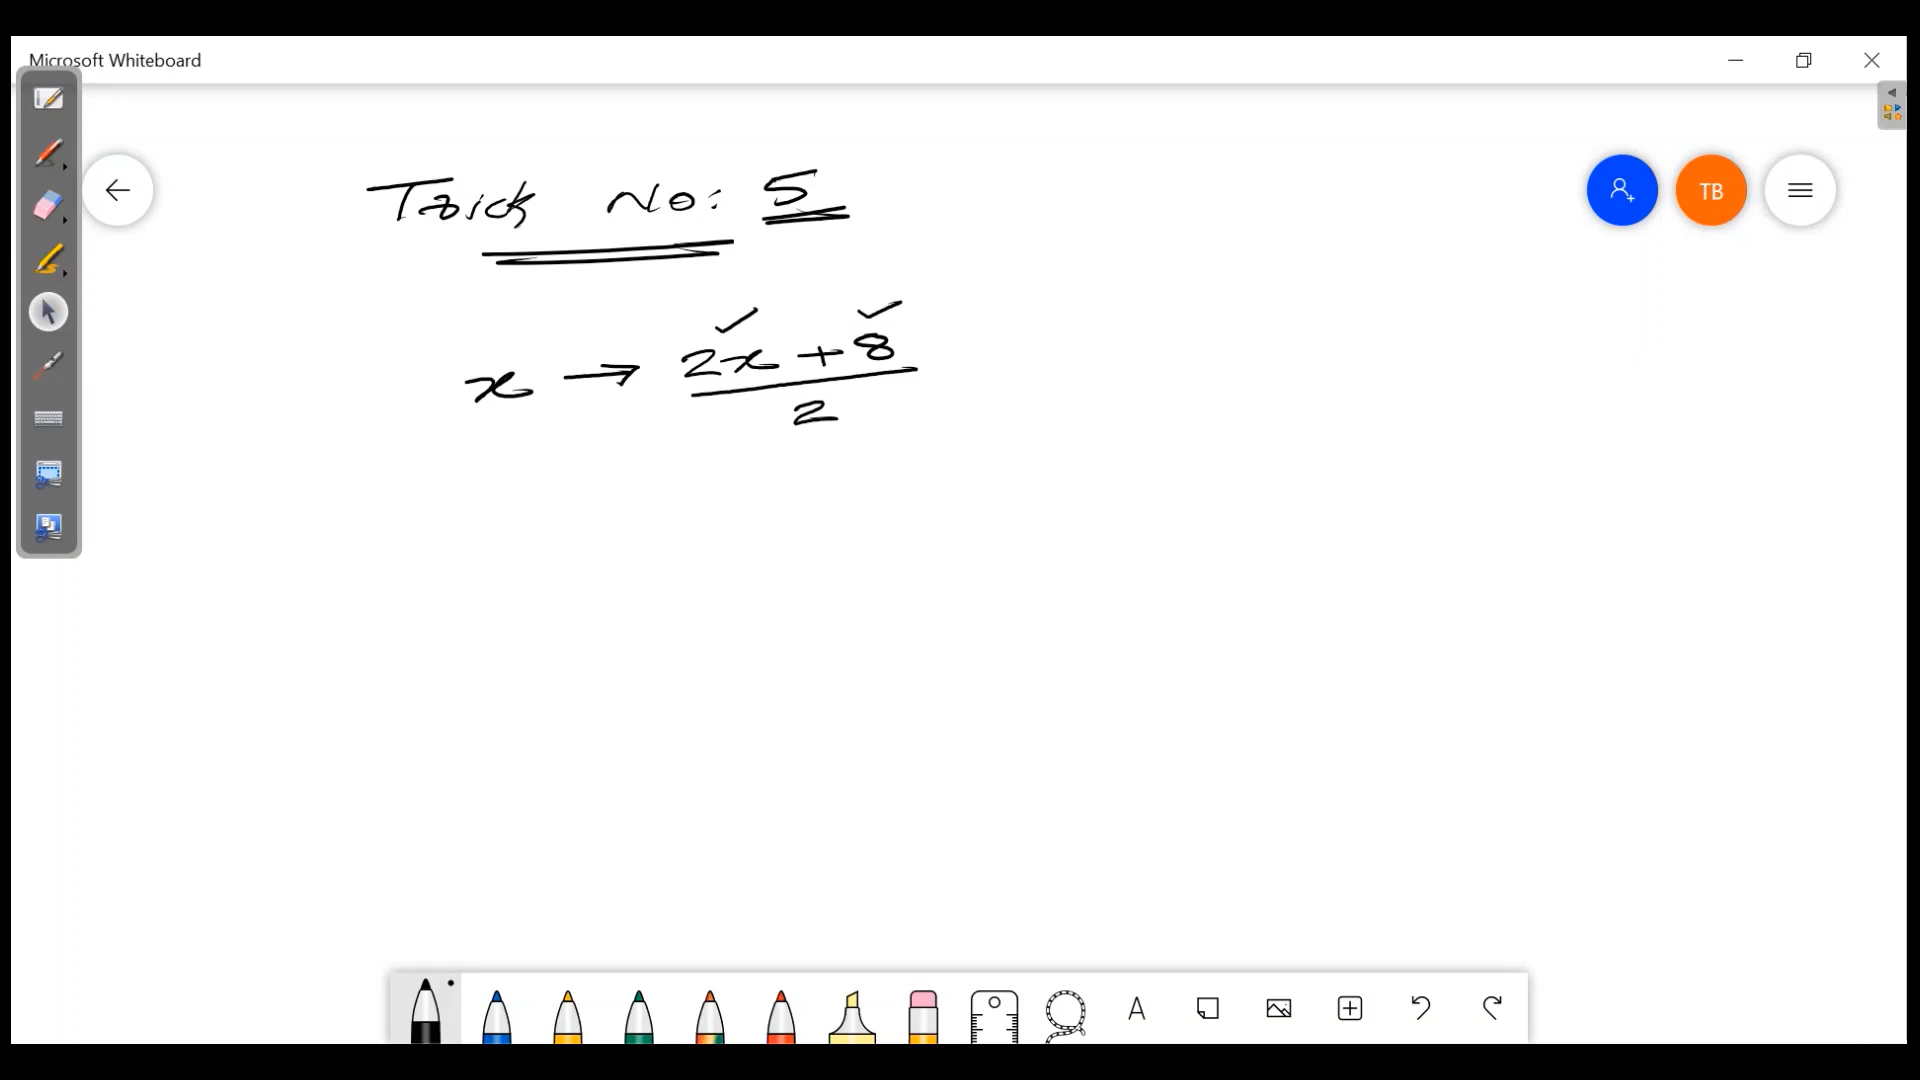 Microsoft Whiteboard
Trick No: 5
TB
x → 2x + 8
2
A